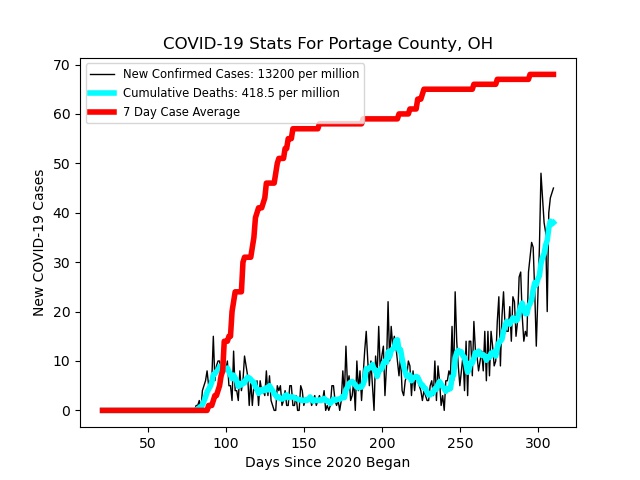 COVID-19 Stats For Portage County, OH
New Confirmed Cases: 13200 per million
Cumulative Deaths: 418.5 per million
7 Day Case Average
70
60
50
40
30
20
10
0
New COVID-19 Cases
50 100 150 200 250 300
Days Since 2020 Began